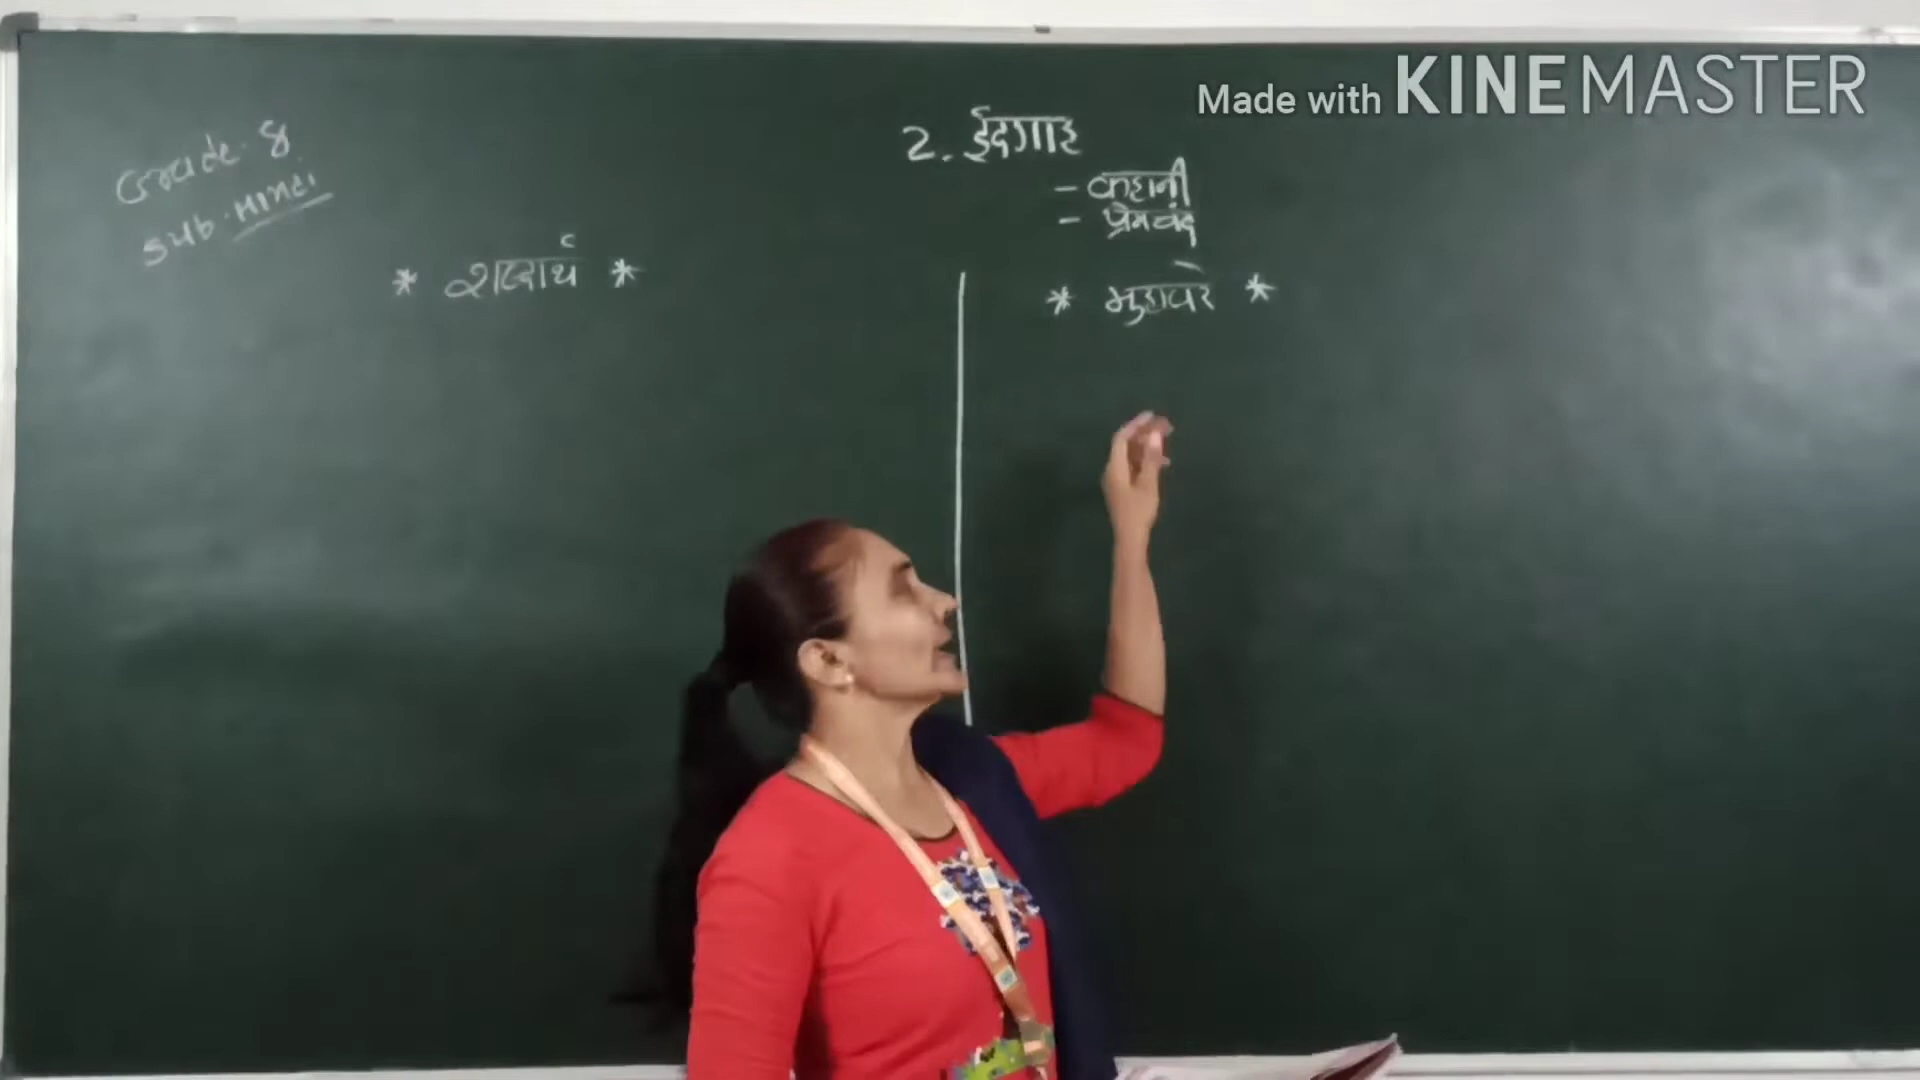 Made with KINEMASTER
Grade. 8
Sub. Hindi
2. ईदगाह
- कहानी
- प्रेमचंद
* शब्दार्थ *
* मुहावरे *